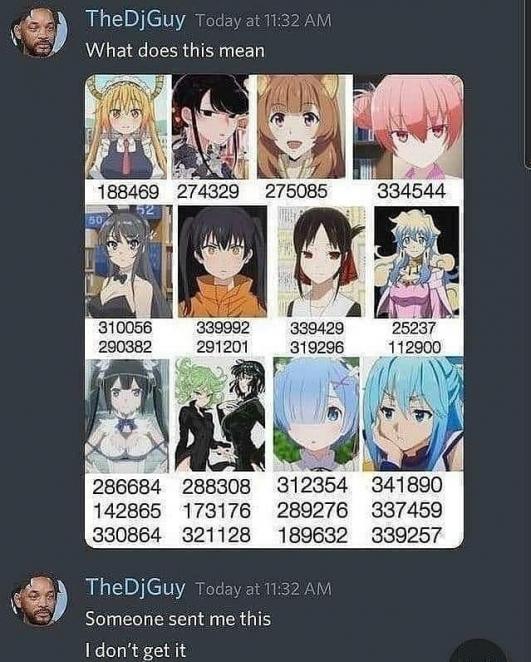 TheDjGuy Today at 11:32 AM
What does this mean
188469 274329 275085 334544
50 52
310056 339992 339429 25237
290382 291201 319296 112900
286684 288308 312354 341890
142865 173176 289276 337459
330864 321128 189632 339257
TheDjGuy Today at 11:32 AM
Someone sent me this
I don't get it